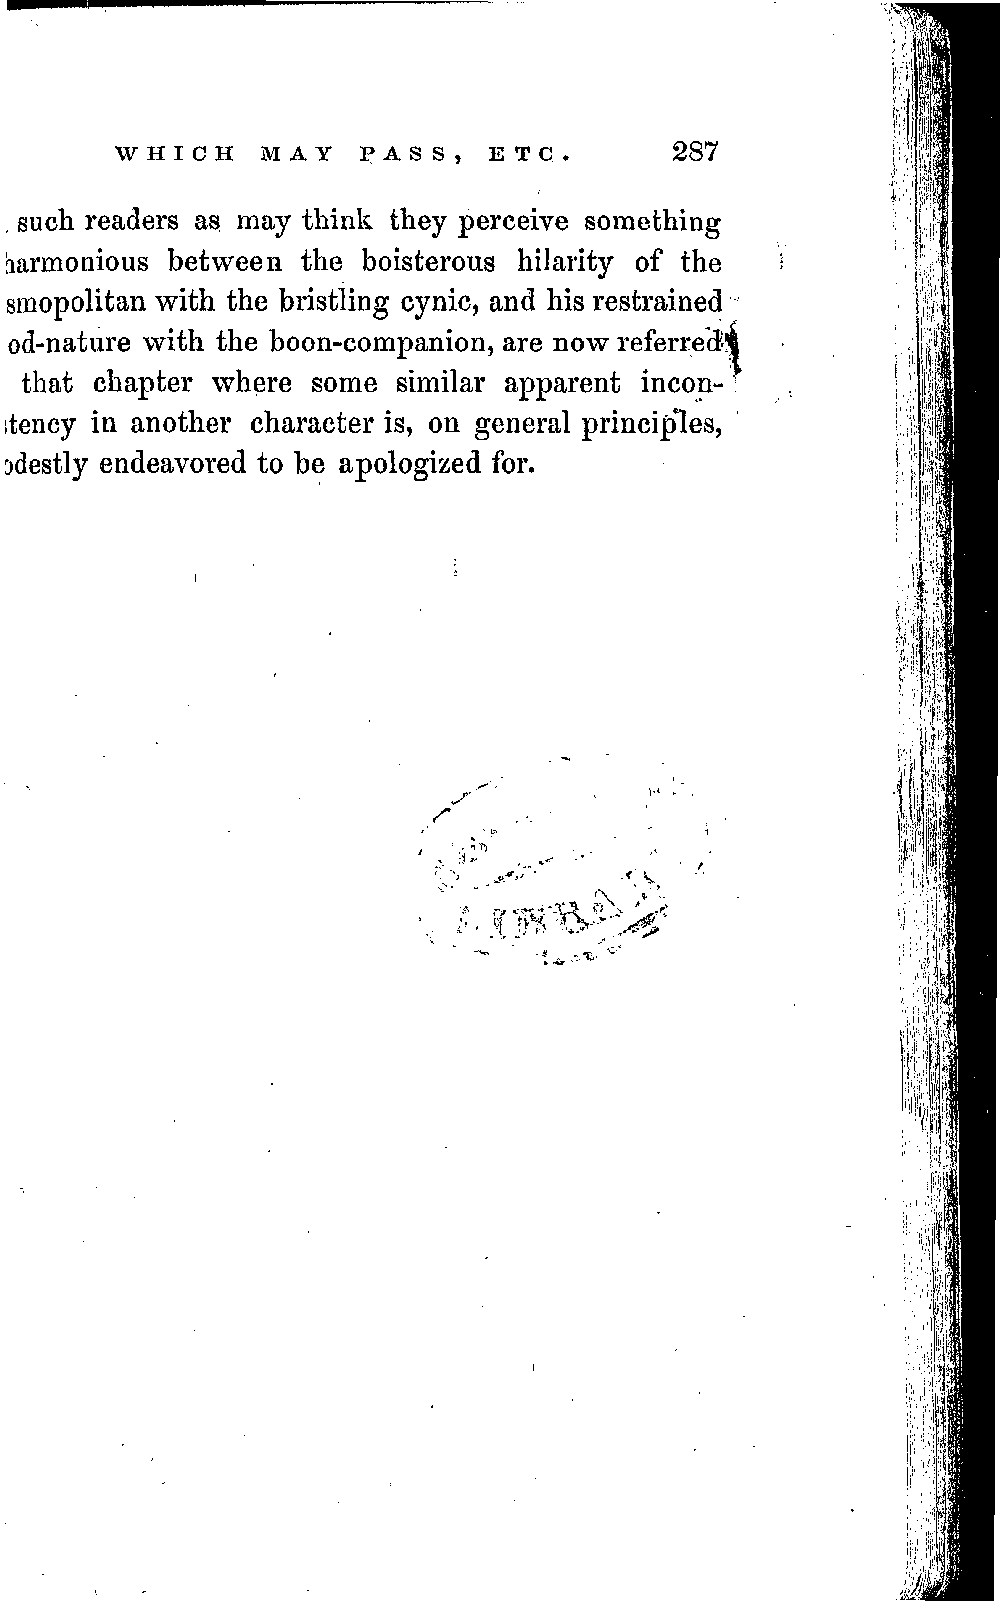 WHICH MAY PASS, ETC. 287
such readers as may think they perceive something
harmonious between the boisterous hilarity of the
smopolitan with the bristling cynic, and his restrained
od-nature with the boon-companion, are now referred
that chapter where some similar apparent incon-
tency in another character is, on general principles,
odestly endeavored to be apologized for.